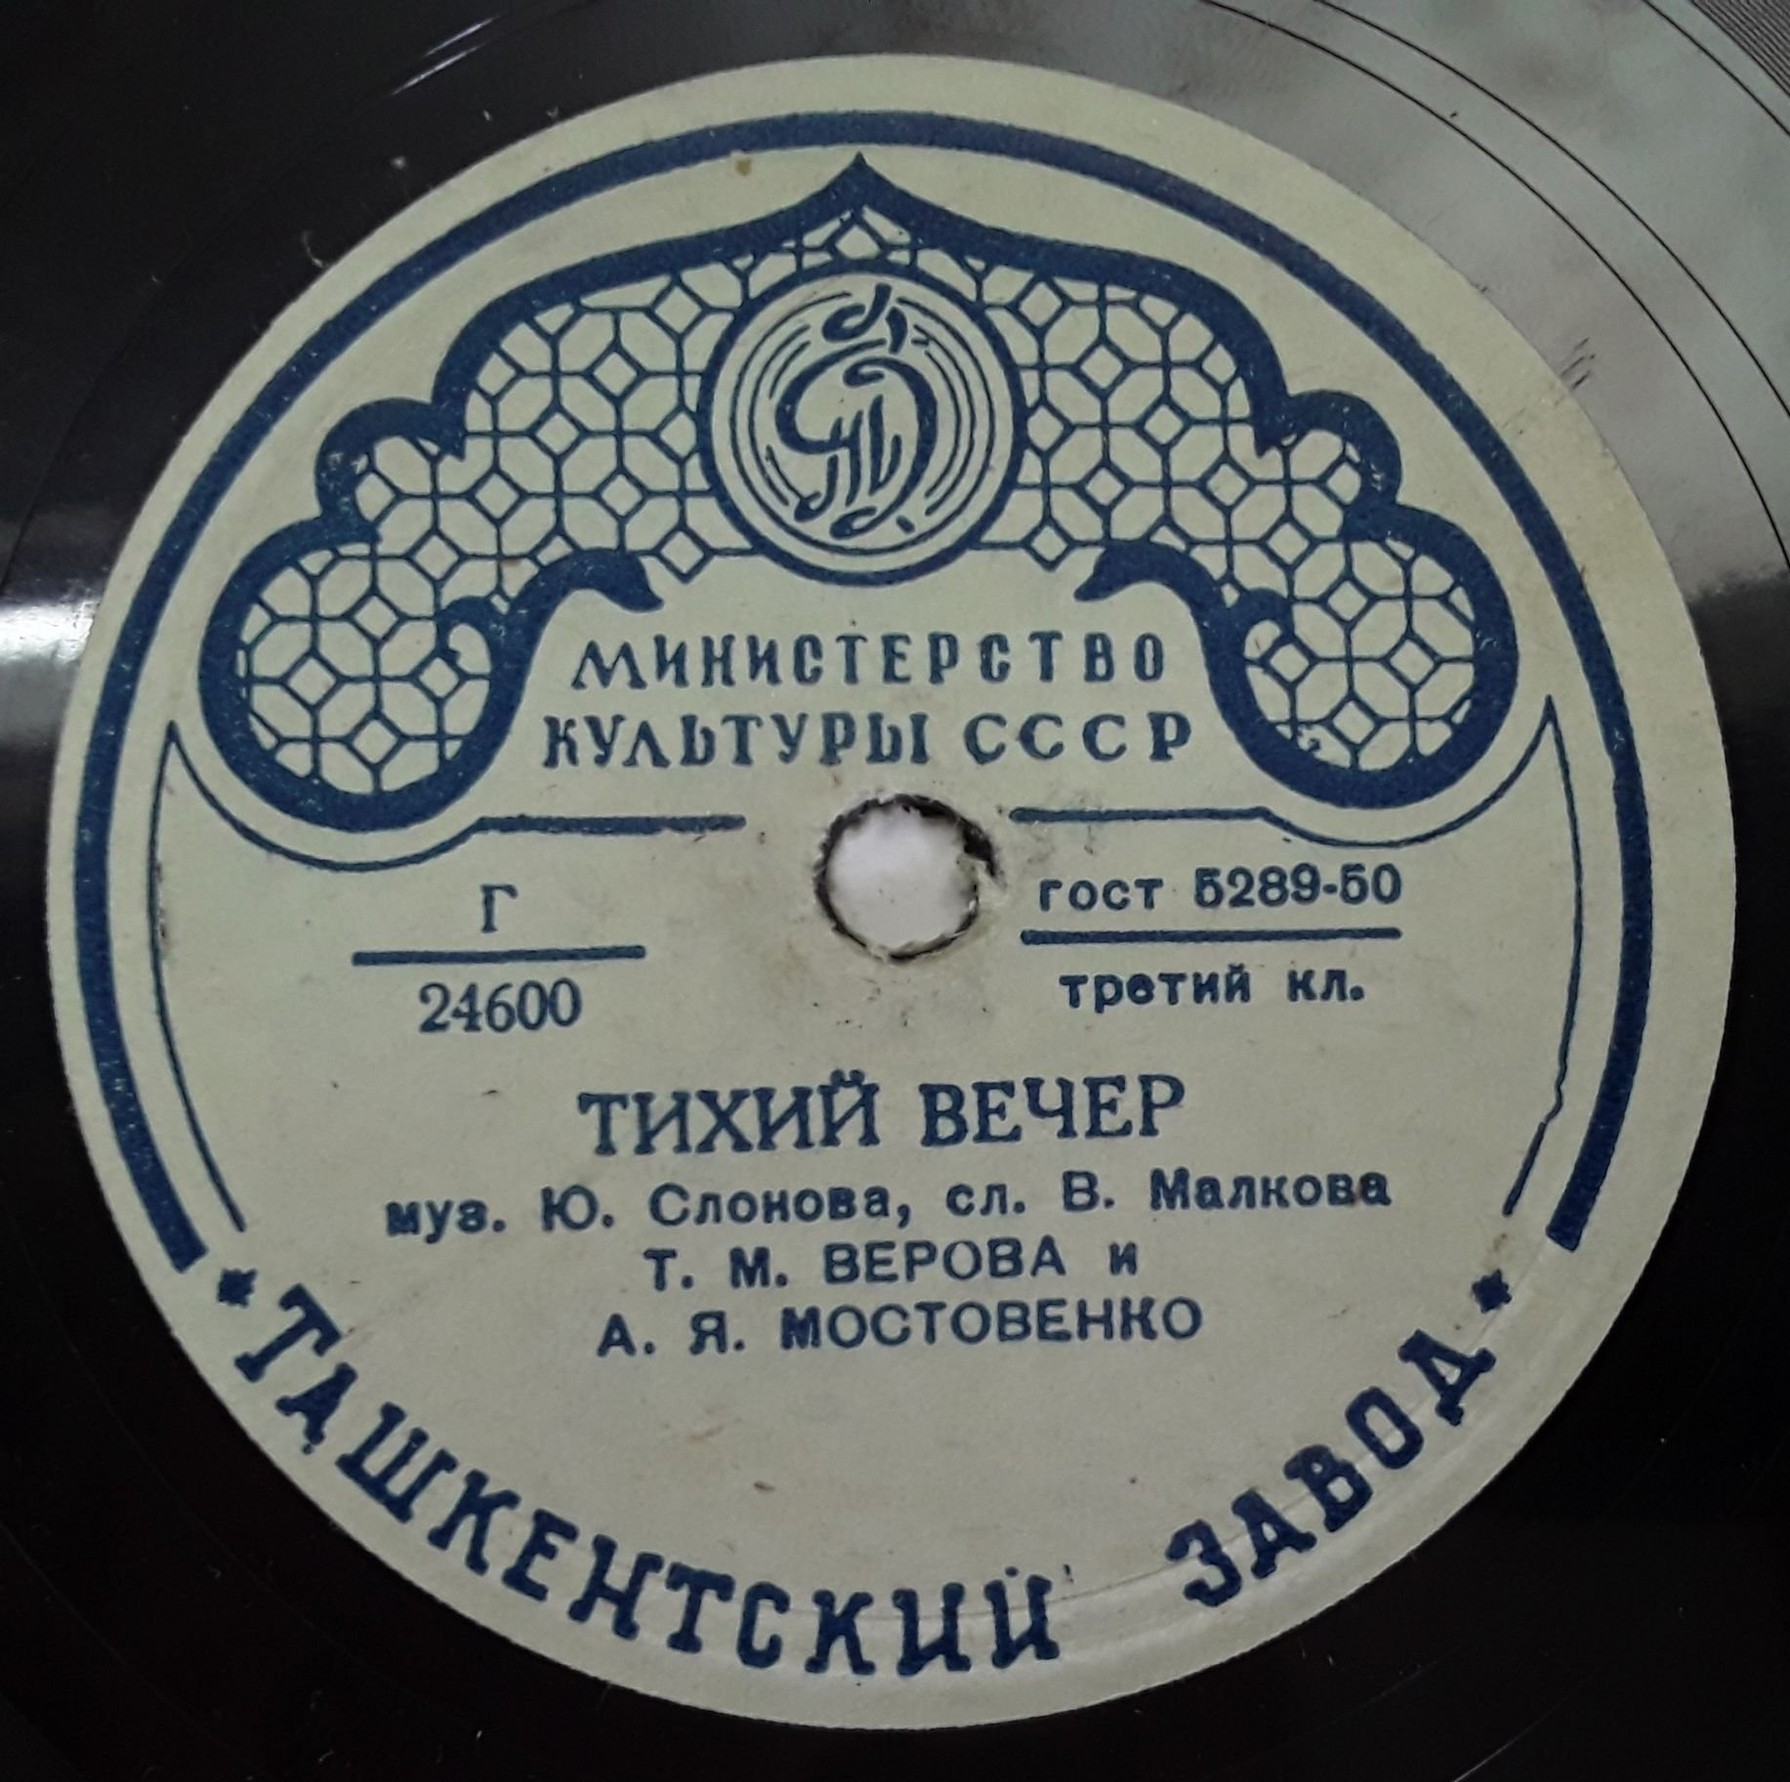 МИНИСТЕРСТВО
КУЛЬТУРЫ СССР
Г
24600
гост 5289-50
третий кл.
ТИХИЙ ВЕЧЕР
муз. Ю. Слонова, сл. В. Малкова
Т. М. ВЕРОВА и
А. Я. МОСТОВЕНКО
* ТАШКЕНТСКИЙ ЗАВОД *